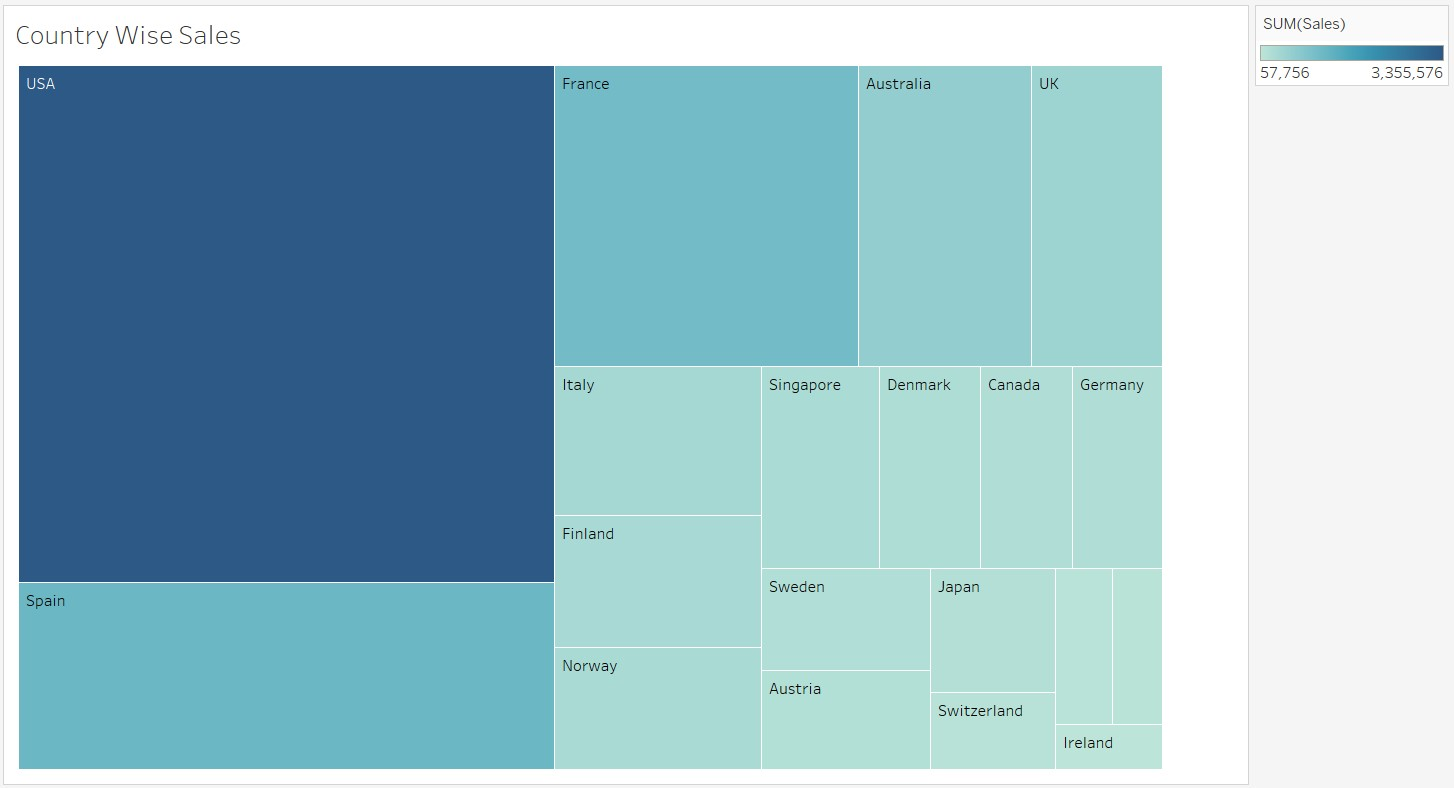 Country Wise Sales
USA
France
Australia
UK
Italy
Singapore
Denmark
Canada
Germany
Finland
Sweden
Japan
Spain
Norway
Austria
Switzerland
Ireland
SUM(Sales)
57,756 3,355,576